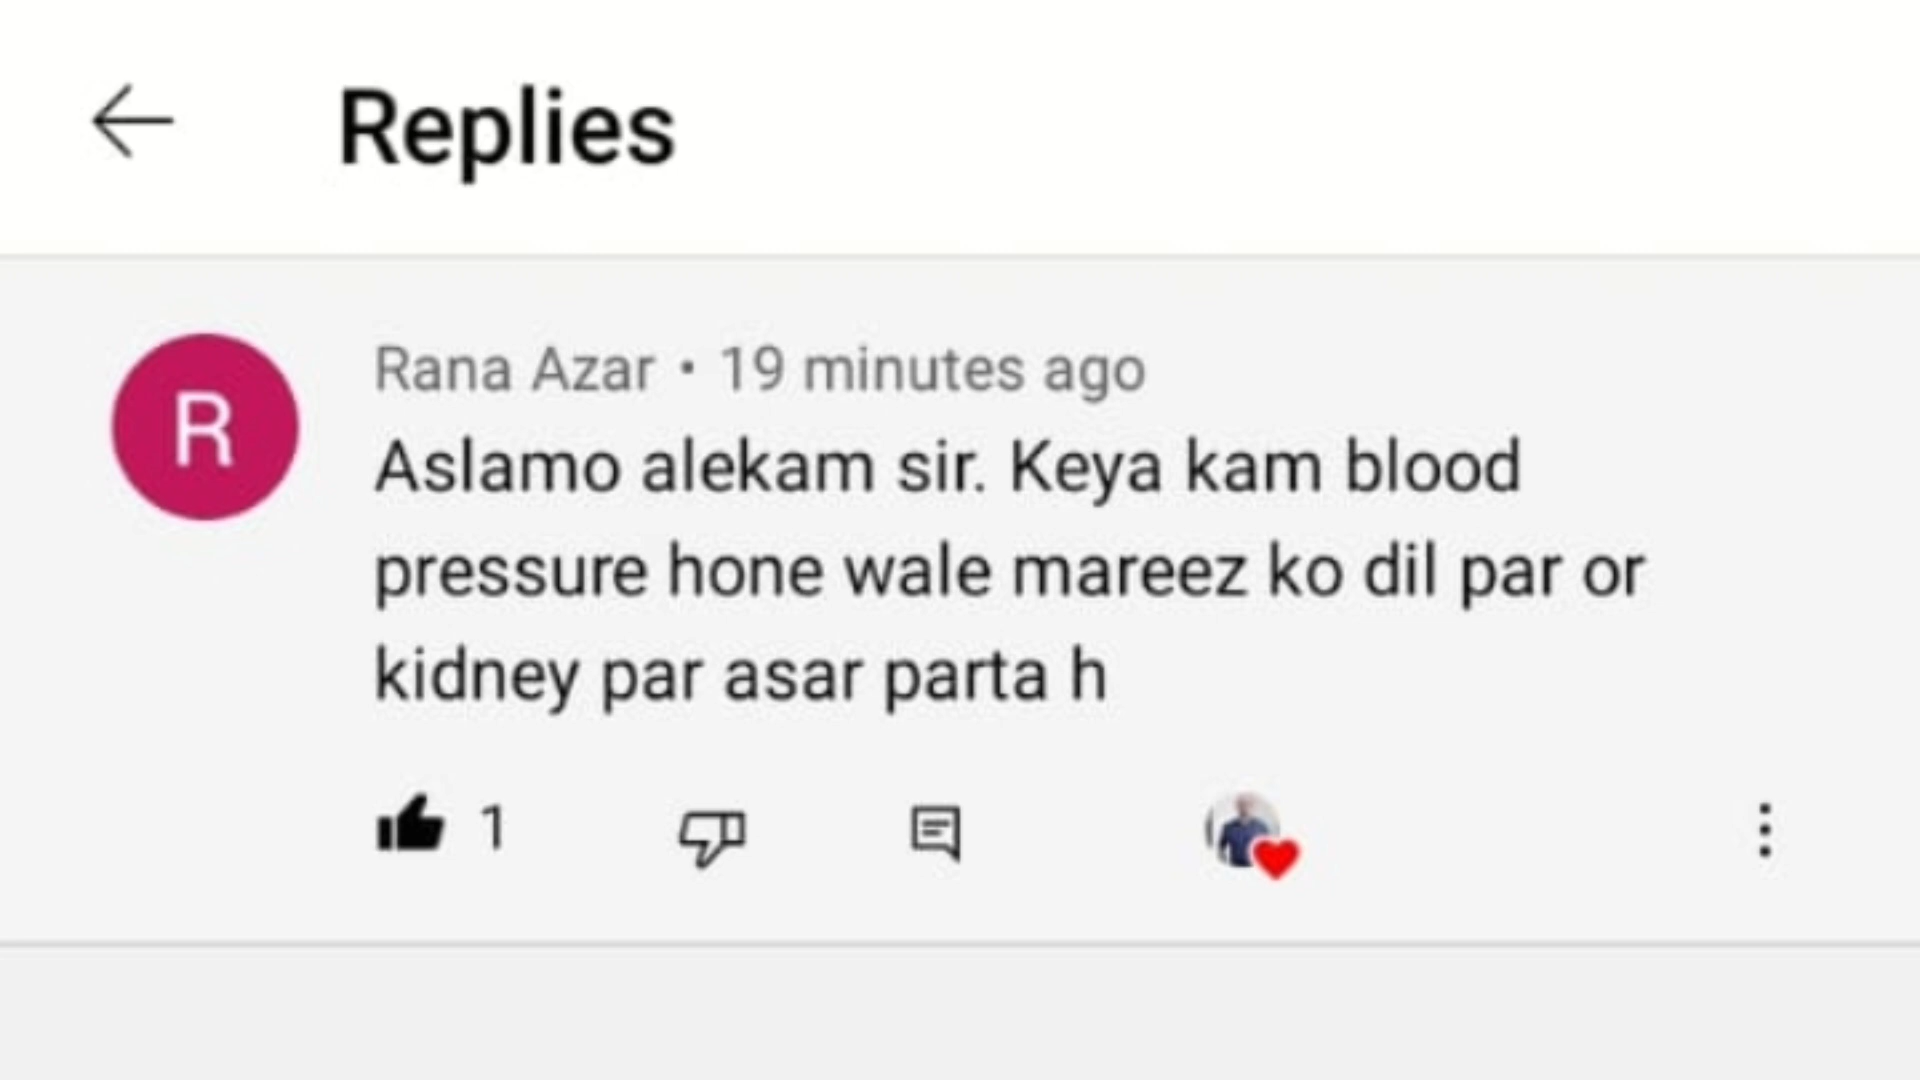 Replies
R
Rana Azar • 19 minutes ago
Aslamo alekam sir. Keya kam blood
pressure hone wale mareez ko dil par or
kidney par asar parta h
1